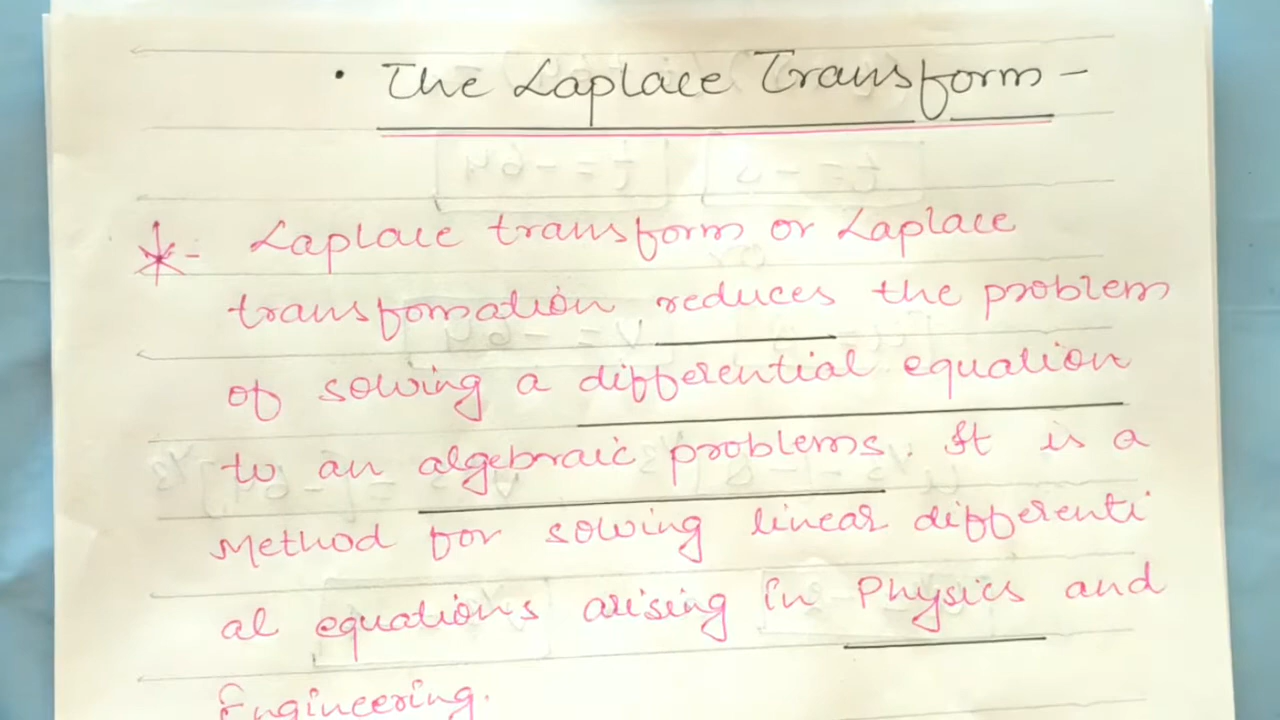 • The Laplace Transform –
*- Laplace transform or Laplace
transfomation reduces the problem
of solving a differential equation
to an algebraic problems. It is a
Method for solving linear differenti
al equations arising in Physics and
Engineering.